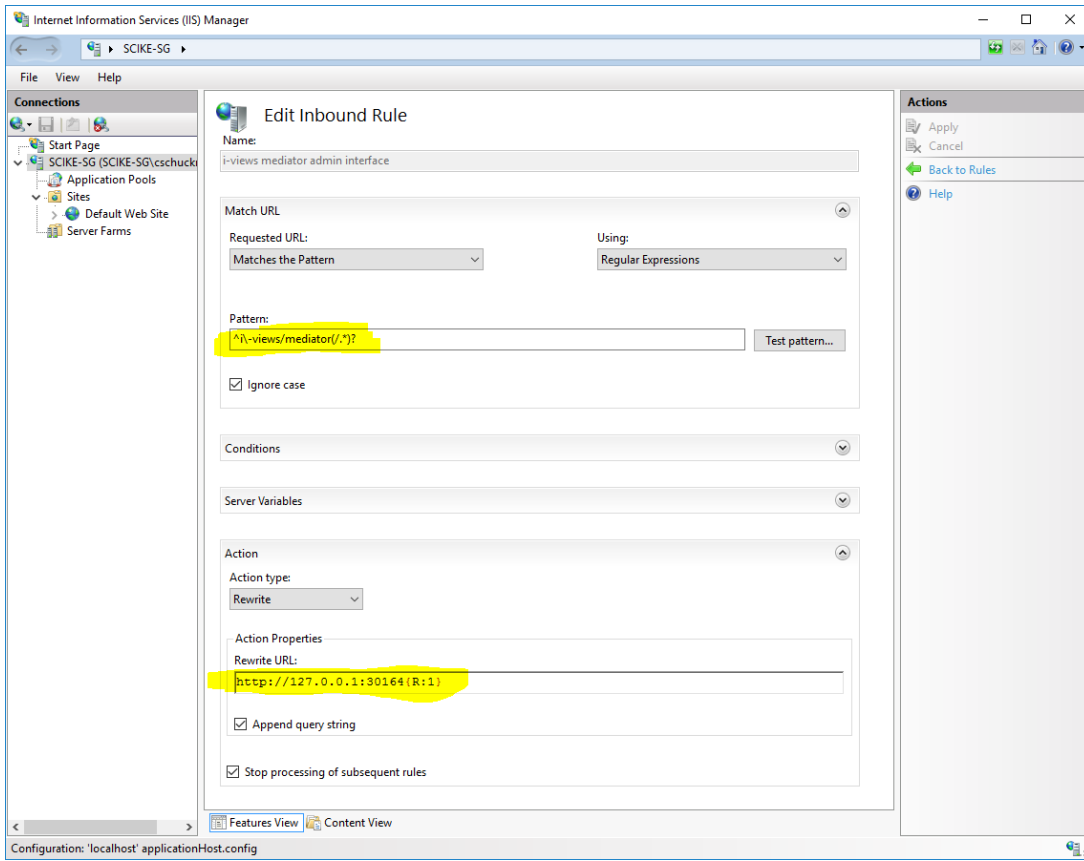 Internet Information Services (IIS) Manager
SCIKE-SG
File View Help
Connections
Start Page
SCIKE-SG (SCIKE-SG\cschuckr
Application Pools
Sites
Default Web Site
Server Farms
Edit Inbound Rule
Name:
i-views mediator admin interface
Match URL
Requested URL:
Using:
Matches the Pattern
Regular Expressions
Pattern:
^i\-views/mediator(/.*)?
Test pattern...
Ignore case
Conditions
Server Variables
Action
Action type:
Rewrite
Action Properties
Rewrite URL:
http://127.0.0.1:30164{R:1}
Append query string
Stop processing of subsequent rules
Features View
Content View
Actions
Apply
Cancel
Back to Rules
Help
Configuration: 'localhost' applicationHost.config